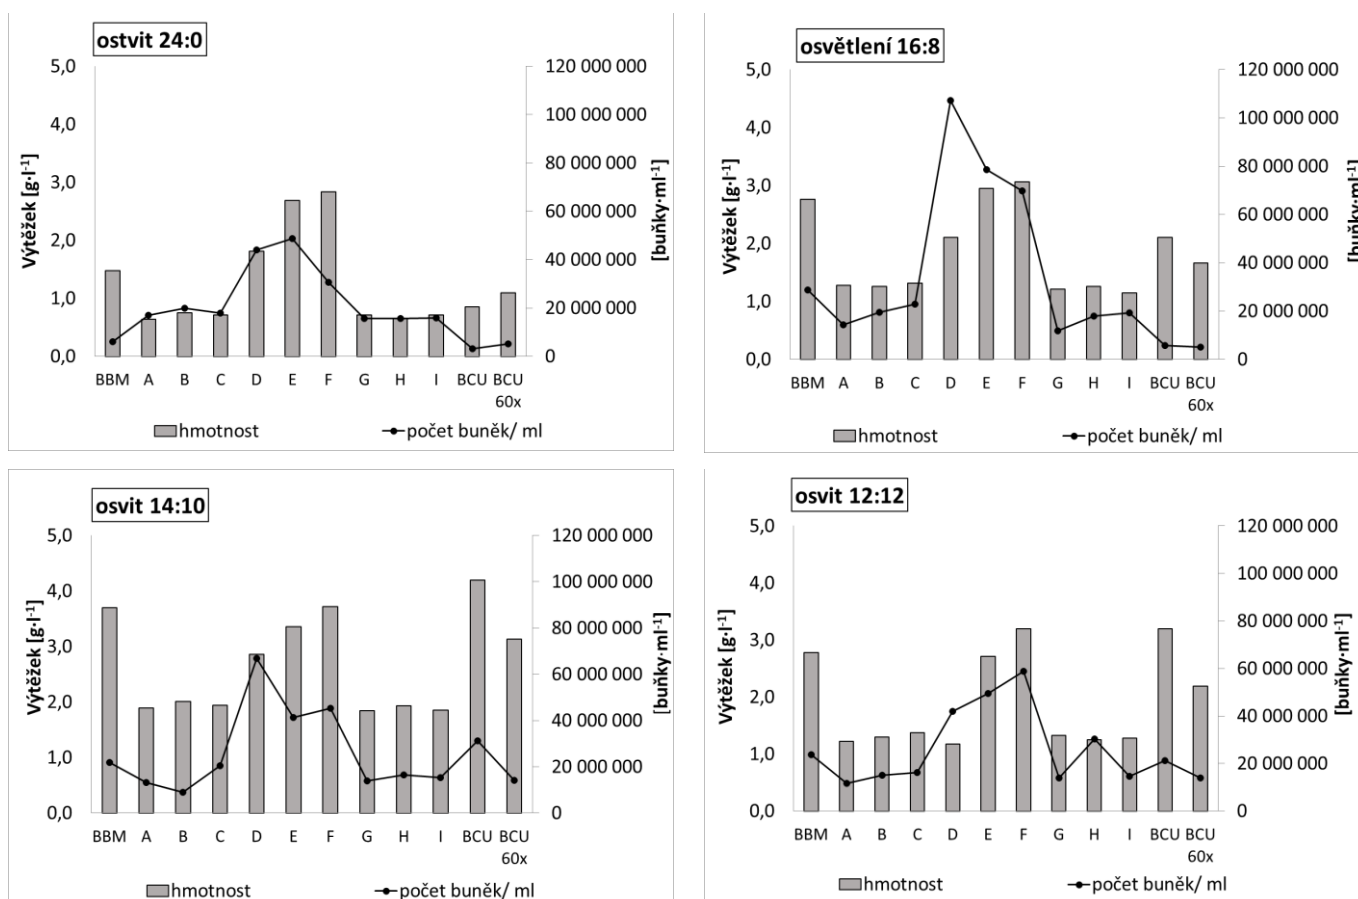 ostvit 24:0
5,0
4,0
3,0
2,0
1,0
0,0
Výtěžek [g·l-1]
120 000 000
100 000 000
80 000 000
60 000 000
40 000 000
20 000 000
0
[buňky·ml-1]
BBM A B C D E F G H I BCU BCU
60x
hmotnost počet buněk/ ml
osvětlení 16:8
5,0
4,0
3,0
2,0
1,0
0,0
Výtěžek [g·l-1]
120 000 000
100 000 000
80 000 000
60 000 000
40 000 000
20 000 000
0
[buňky·ml-1]
BBM A B C D E F G H I BCU BCU
60x
hmotnost počet buněk/ ml
osvit 14:10
5,0
4,0
3,0
2,0
1,0
0,0
Výtěžek [g·l-1]
120 000 000
100 000 000
80 000 000
60 000 000
40 000 000
20 000 000
0
[buňky·ml-1]
BBM A B C D E F G H I BCU BCU
60x
hmotnost počet buněk/ ml
osvit 12:12
5,0
4,0
3,0
2,0
1,0
0,0
Výtěžek [g·l-1]
120 000 000
100 000 000
80 000 000
60 000 000
40 000 000
20 000 000
0
[buňky·ml-1]
BBM A B C D E F G H I BCU BCU
60x
hmotnost počet buněk/ ml